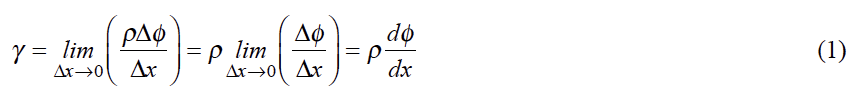 γ = lim_{Δx→0} (ρΔϕ / Δx) = ρ lim_{Δx→0} (Δϕ / Δx) = ρ dϕ/dx (1)